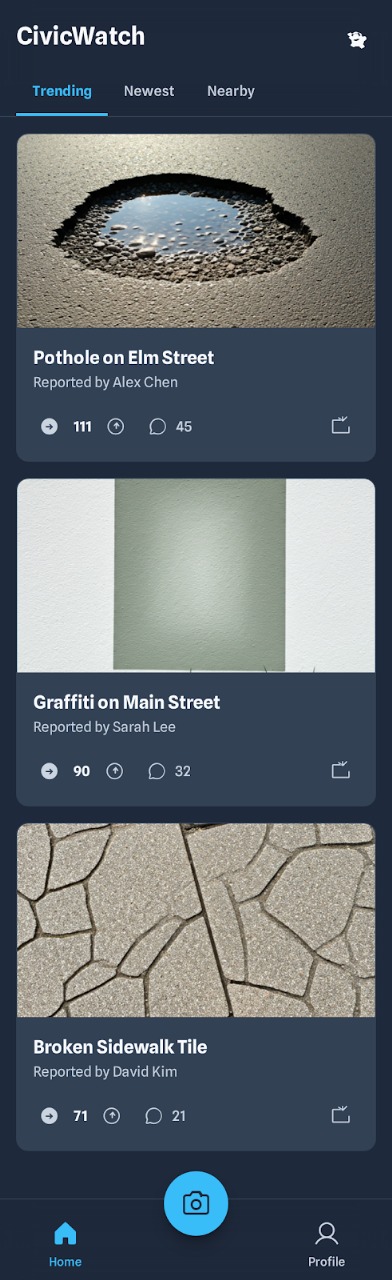 CivicWatch
Trending Newest Nearby
Pothole on Elm Street
Reported by Alex Chen
111 45
Graffiti on Main Street
Reported by Sarah Lee
90 32
Broken Sidewalk Tile
Reported by David Kim
71 21
Home Profile